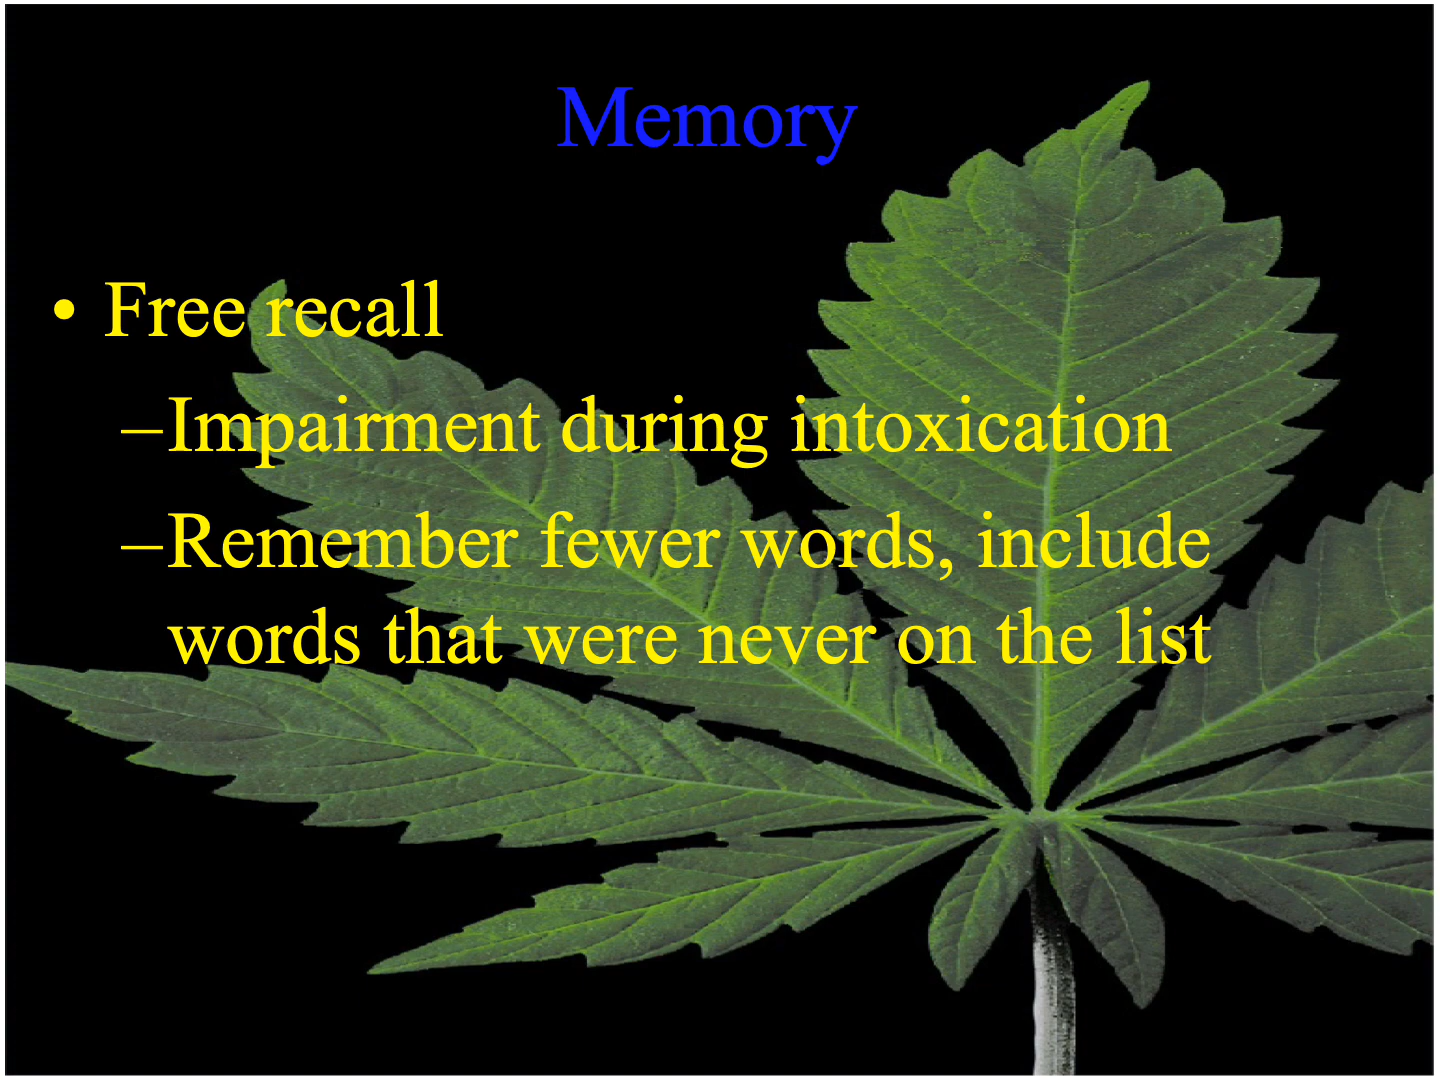 Memory
• Free recall
–Impairment during intoxication
–Remember fewer words, include
words that were never on the list